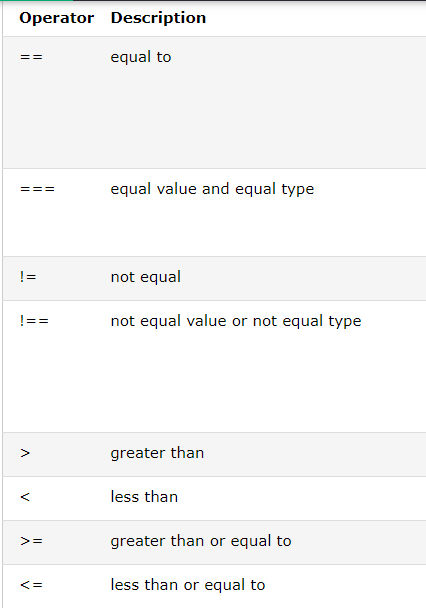 Operator Description
== equal to
=== equal value and equal type
!= not equal
!== not equal value or not equal type
> greater than
< less than
>= greater than or equal to
<= less than or equal to